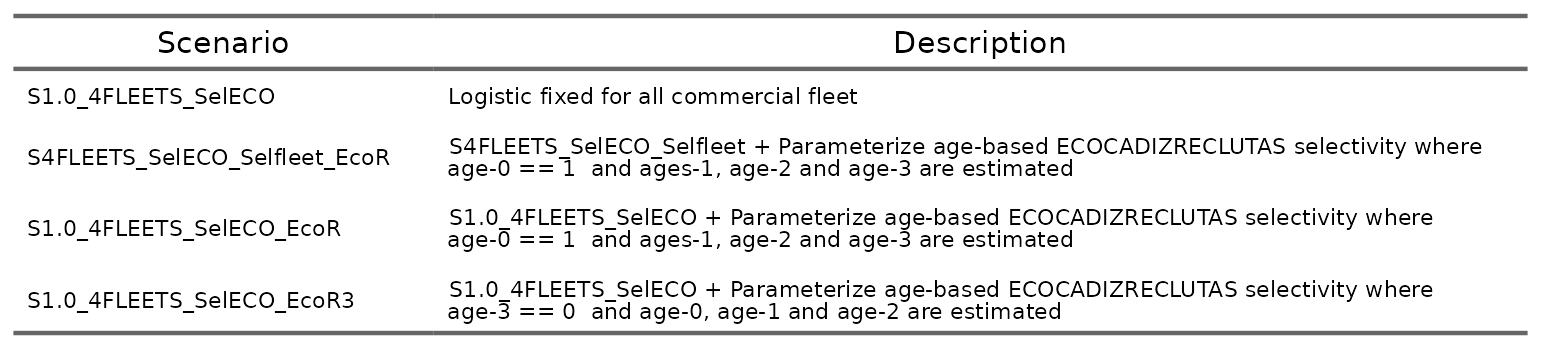 Scenario Description
S1.0_4FLEETS_SelECO Logistic fixed for all commercial fleet
S4FLEETS_SelECO_Selfleet_EcoR S4FLEETS_SelECO_Selfleet + Parameterize age-based ECOCADIZRECLUTAS selectivity where
age-0 == 1  and ages-1, age-2 and age-3 are estimated
S1.0_4FLEETS_SelECO_EcoR S1.0_4FLEETS_SelECO + Parameterize age-based ECOCADIZRECLUTAS selectivity where
age-0 == 1  and ages-1, age-2 and age-3 are estimated
S1.0_4FLEETS_SelECO_EcoR3 S1.0_4FLEETS_SelECO + Parameterize age-based ECOCADIZRECLUTAS selectivity where
age-3 == 0  and age-0, age-1 and age-2 are estimated